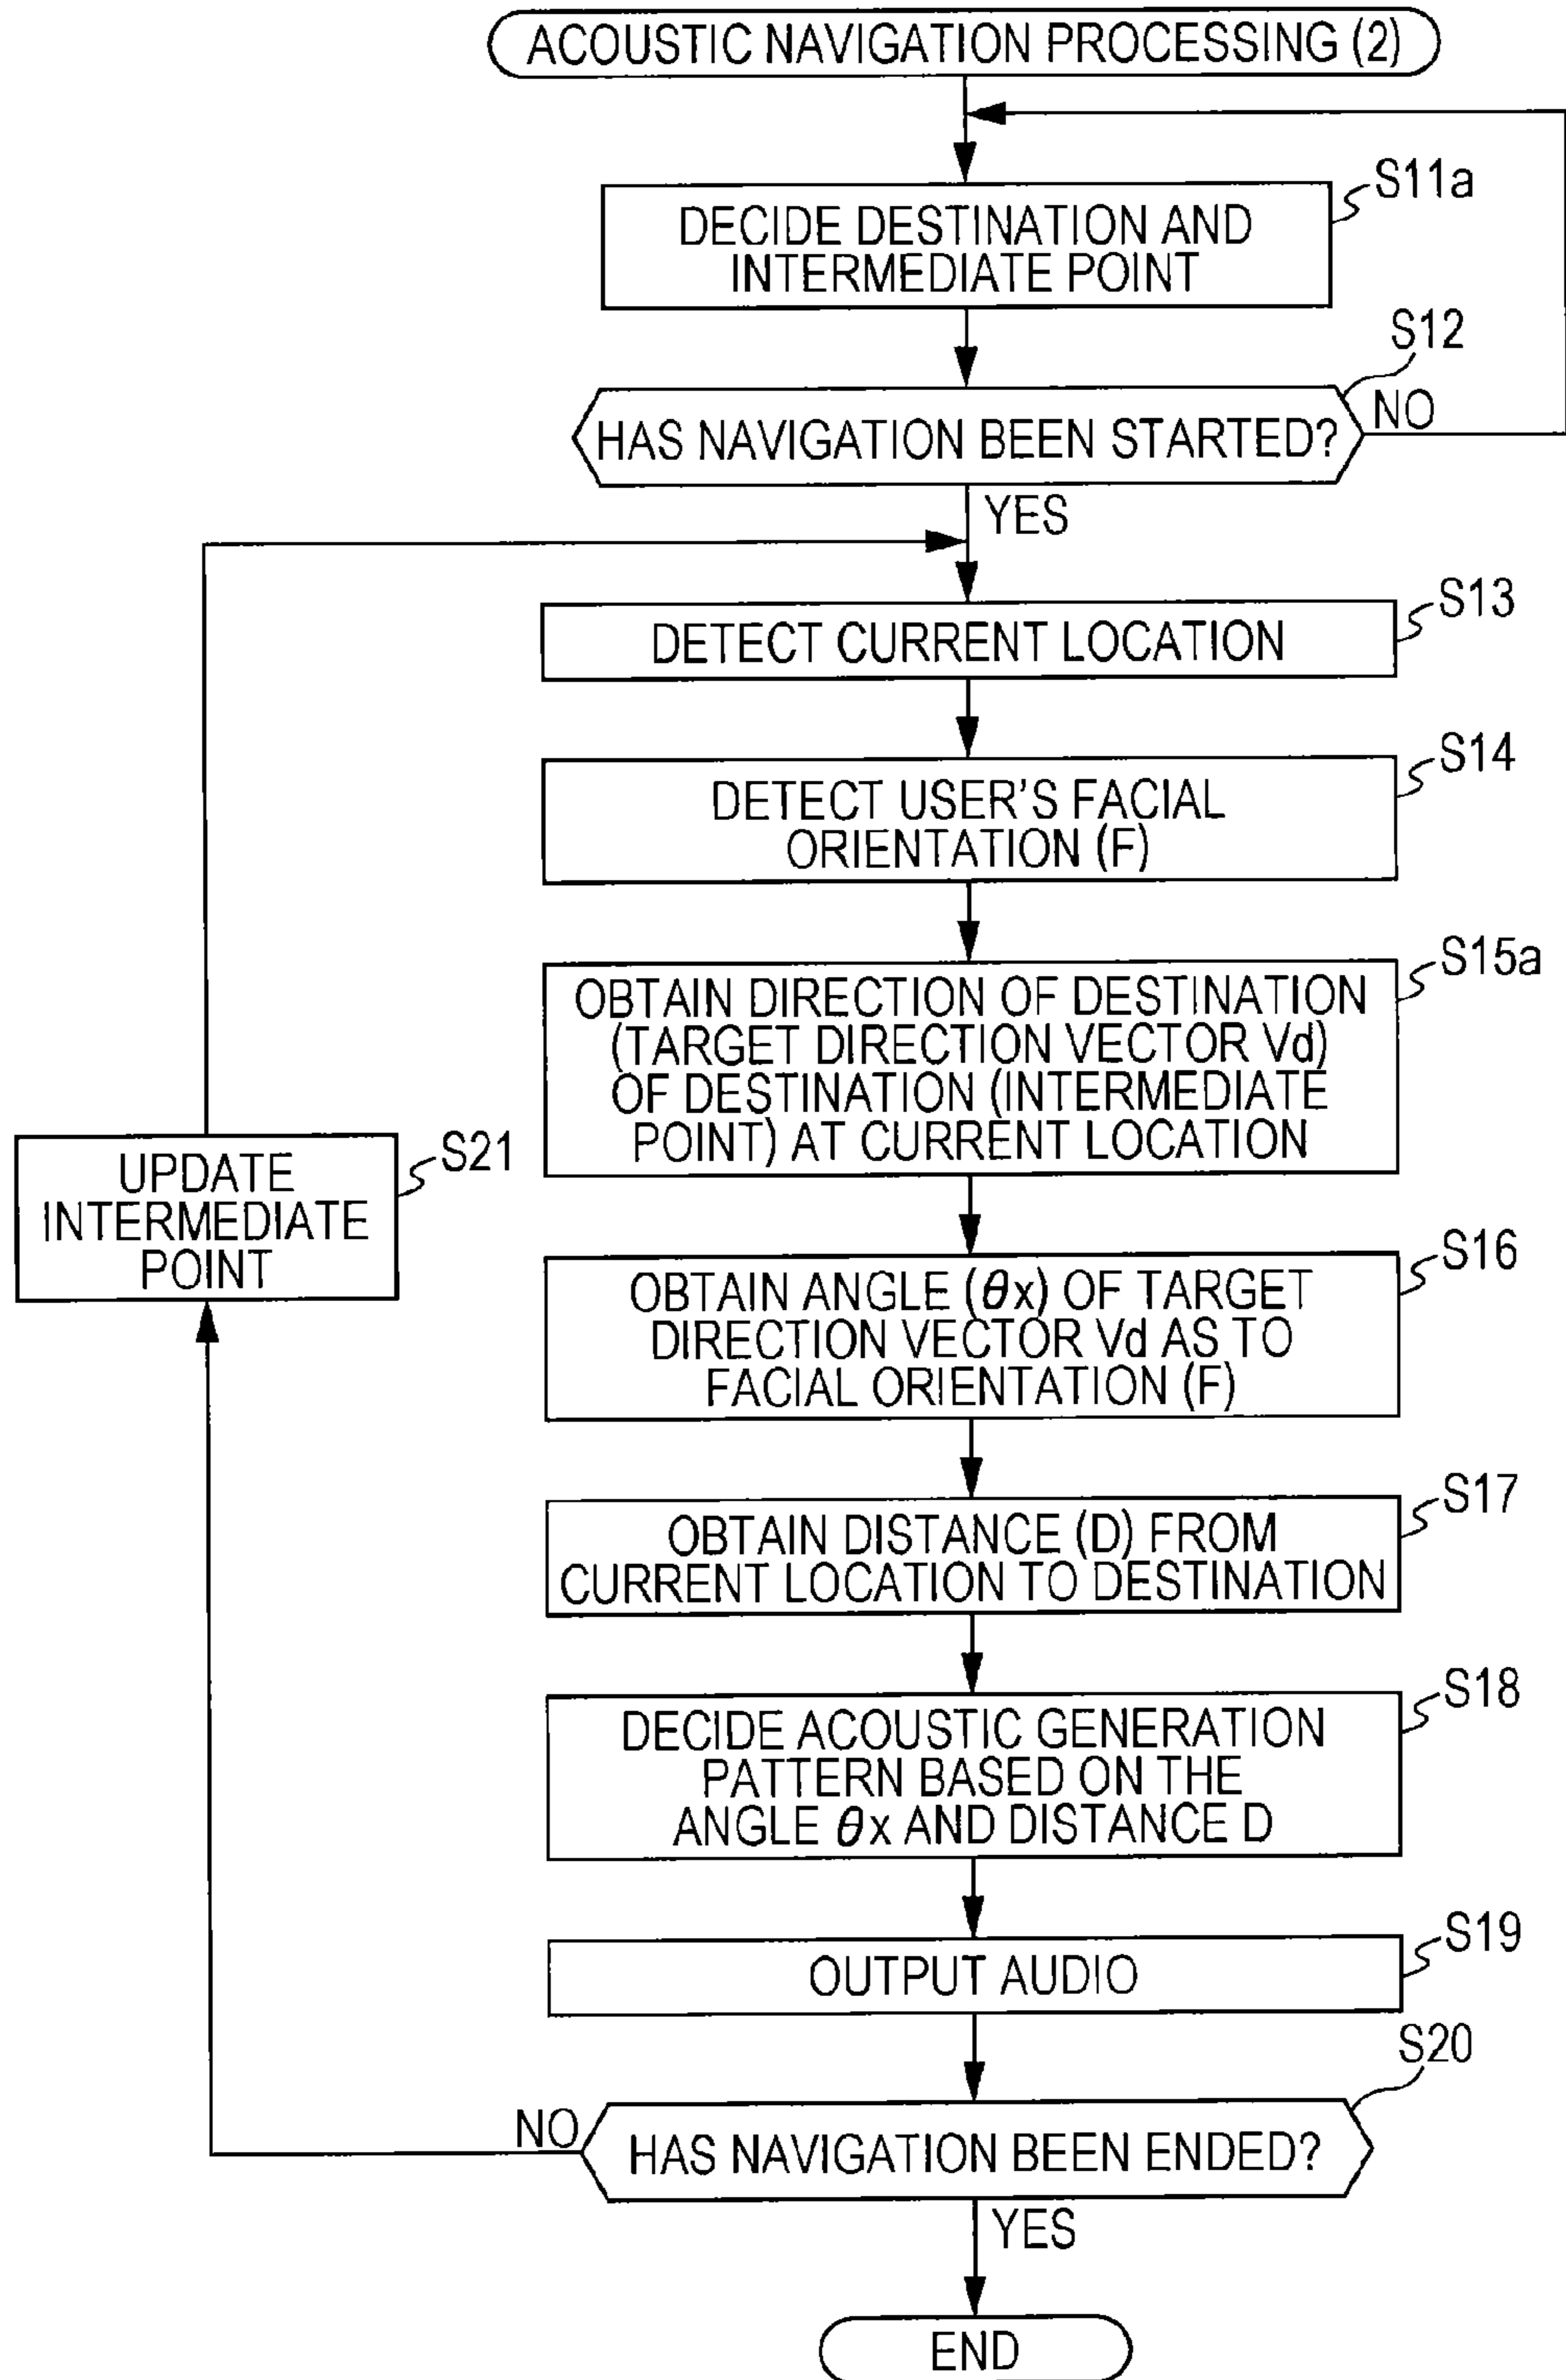 ACOUSTIC NAVIGATION PROCESSING (2)
S11a
DECIDE DESTINATION AND
INTERMEDIATE POINT
S12
HAS NAVIGATION BEEN STARTED?
NO
YES
S13
DETECT CURRENT LOCATION
S14
DETECT USER'S FACIAL
ORIENTATION (F)
S15a
OBTAIN DIRECTION OF DESTINATION
(TARGET DIRECTION VECTOR Vd)
OF DESTINATION (INTERMEDIATE
POINT) AT CURRENT LOCATION
S21
UPDATE
INTERMEDIATE
POINT
S16
OBTAIN ANGLE (θx) OF TARGET
DIRECTION VECTOR Vd AS TO
FACIAL ORIENTATION (F)
S17
OBTAIN DISTANCE (D) FROM
CURRENT LOCATION TO DESTINATION
S18
DECIDE ACOUSTIC GENERATION
PATTERN BASED ON THE
ANGLE θx AND DISTANCE D
S19
OUTPUT AUDIO
S20
NO
HAS NAVIGATION BEEN ENDED?
YES
END